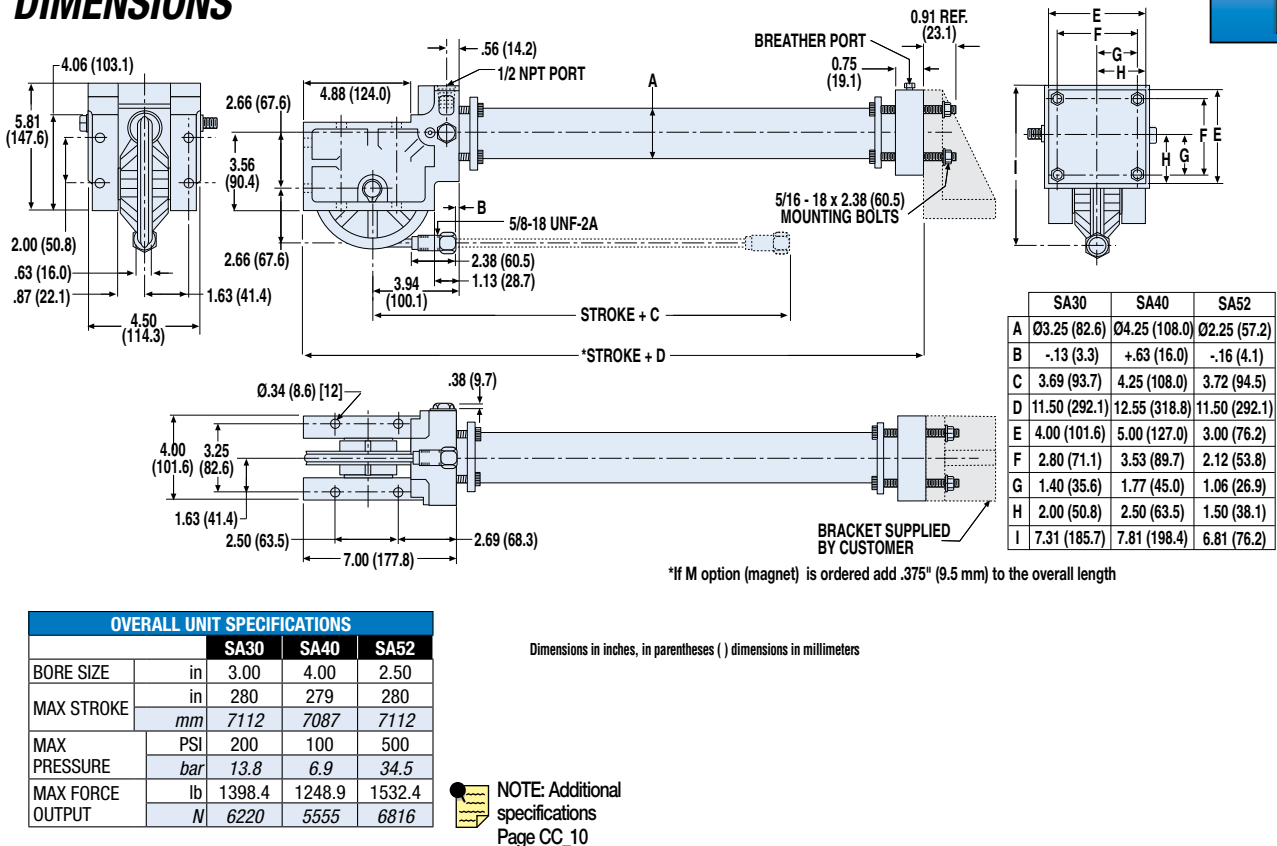 DIMENSIONS
4.06 (103.1)
5.81
(147.6)
2.00 (50.8)
.63 (16.0)
.87 (22.1)
1.63 (41.4)
4.50
(114.3)
.56 (14.2)
1/2 NPT PORT
4.88 (124.0)
2.66 (67.6)
3.56
(90.4)
2.66 (67.6)
A
B
5/8-18 UNF-2A
2.38 (60.5)
1.13 (28.7)
3.94
(100.1)
STROKE + C
*STROKE + D
BREATHER PORT
0.91 REF.
(23.1)
0.75
(19.1)
5/16 - 18 x 2.38 (60.5)
MOUNTING BOLTS
E
F
G
H
I
H
G
F E
Ø.34 (8.6) [12]
.38 (9.7)
4.00
(101.6)
3.25
(82.6)
1.63 (41.4)
2.50 (63.5)
2.69 (68.3)
7.00 (177.8)
BRACKET SUPPLIED
BY CUSTOMER
SA30 SA40 SA52
A Ø3.25 (82.6) Ø4.25 (108.0) Ø2.25 (57.2)
B -.13 (3.3) +.63 (16.0) -.16 (4.1)
C 3.69 (93.7) 4.25 (108.0) 3.72 (94.5)
D 11.50 (292.1) 12.55 (318.8) 11.50 (292.1)
E 4.00 (101.6) 5.00 (127.0) 3.00 (76.2)
F 2.80 (71.1) 3.53 (89.7) 2.12 (53.8)
G 1.40 (35.6) 1.77 (45.0) 1.06 (26.9)
H 2.00 (50.8) 2.50 (63.5) 1.50 (38.1)
I 7.31 (185.7) 7.81 (198.4) 6.81 (76.2)
*If M option (magnet) is ordered add .375" (9.5 mm) to the overall length
OVERALL UNIT SPECIFICATIONS
SA30 SA40 SA52
BORE SIZE in 3.00 4.00 2.50
MAX STROKE in 280 279 280
mm 7112 7087 7112
MAX PRESSURE PSI 200 100 500
bar 13.8 6.9 34.5
MAX FORCE OUTPUT lb 1398.4 1248.9 1532.4
N 6220 5555 6816
Dimensions in inches, in parentheses ( ) dimensions in millimeters
NOTE: Additional
specifications
Page CC_10